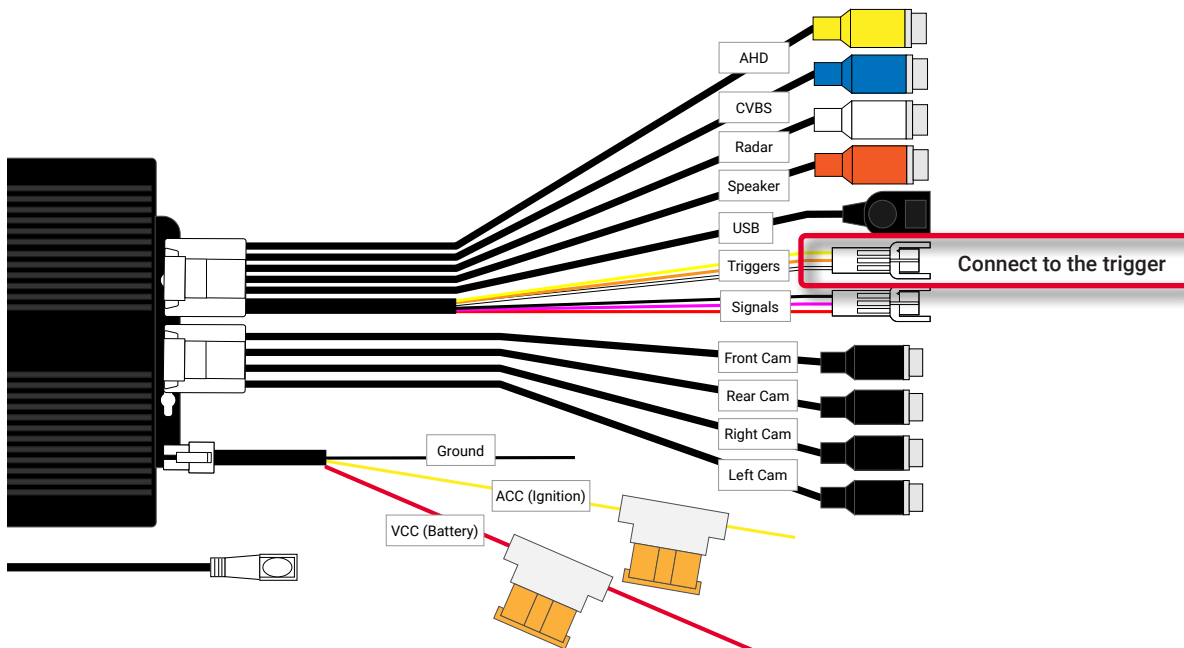 AHD
CVBS
Radar
Speaker
USB
Triggers
Connect to the trigger
Signals
Front Cam
Rear Cam
Right Cam
Left Cam
Ground
ACC (Ignition)
VCC (Battery)